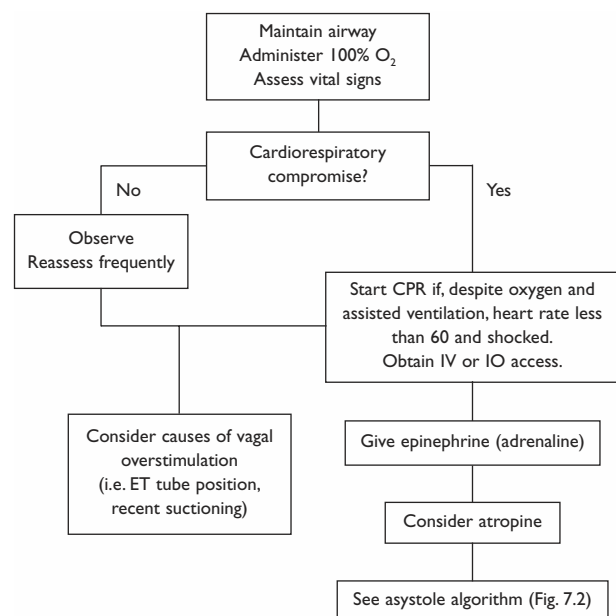 Maintain airway
Administer 100% O₂
Assess vital signs
Cardiorespiratory
compromise?
No
Yes
Observe
Reassess frequently
Start CPR if, despite oxygen and
assisted ventilation, heart rate less
than 60 and shocked.
Obtain IV or IO access.
Consider causes of vagal
overstimulation
(i.e. ET tube position,
recent suctioning)
Give epinephrine (adrenaline)
Consider atropine
See asystole algorithm (Fig. 7.2)